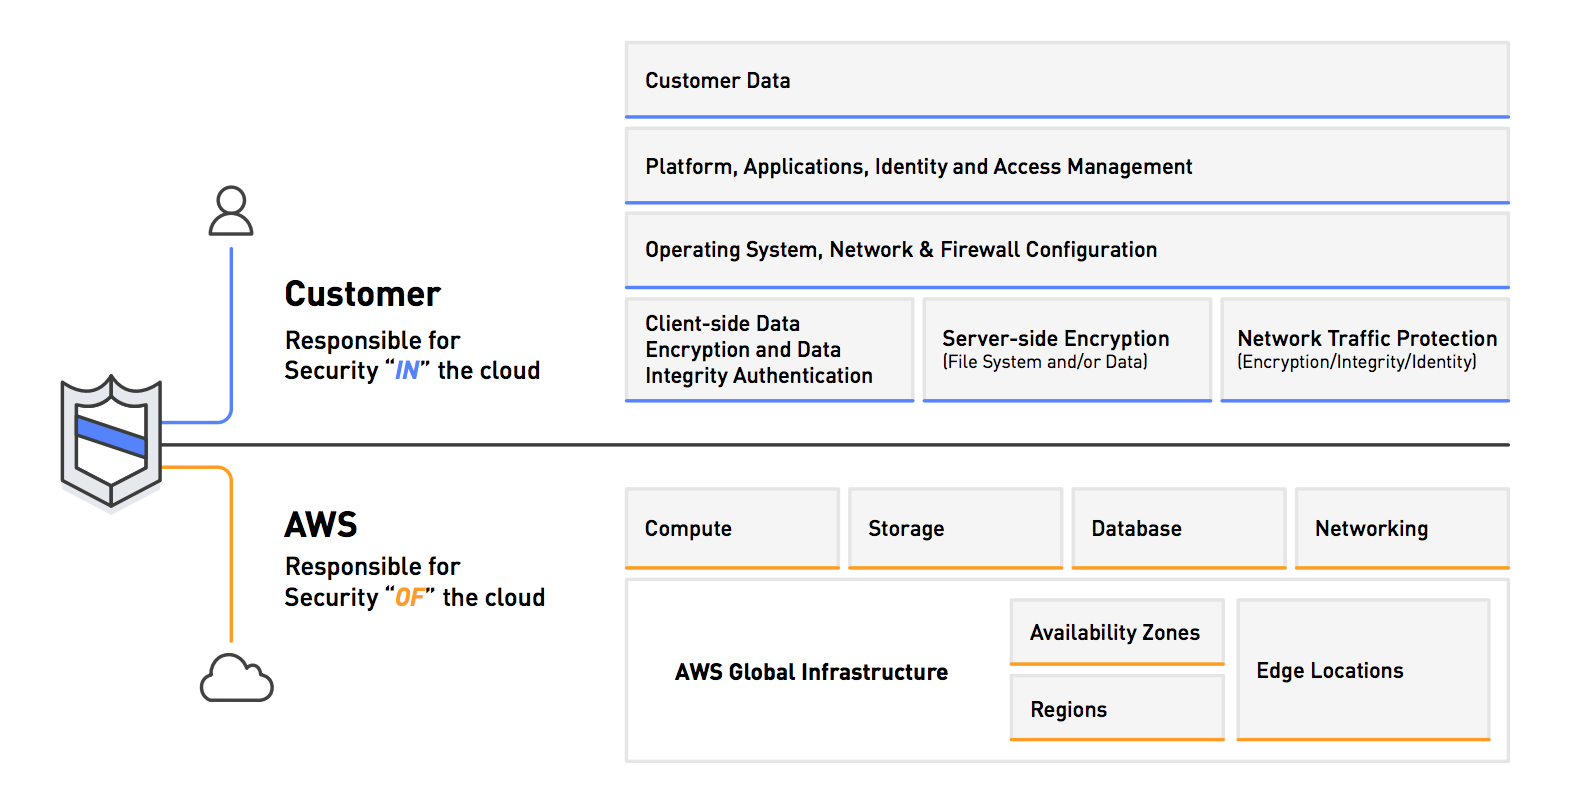 Customer
Responsible for
Security “IN” the cloud
Customer Data
Platform, Applications, Identity and Access Management
Operating System, Network & Firewall Configuration
Client-side Data
Encryption and Data
Integrity Authentication
Server-side Encryption
(File System and/or Data)
Network Traffic Protection
(Encryption/Integrity/Identity)
AWS
Responsible for
Security “OF” the cloud
Compute
Storage
Database
Networking
AWS Global Infrastructure
Availability Zones
Regions
Edge Locations